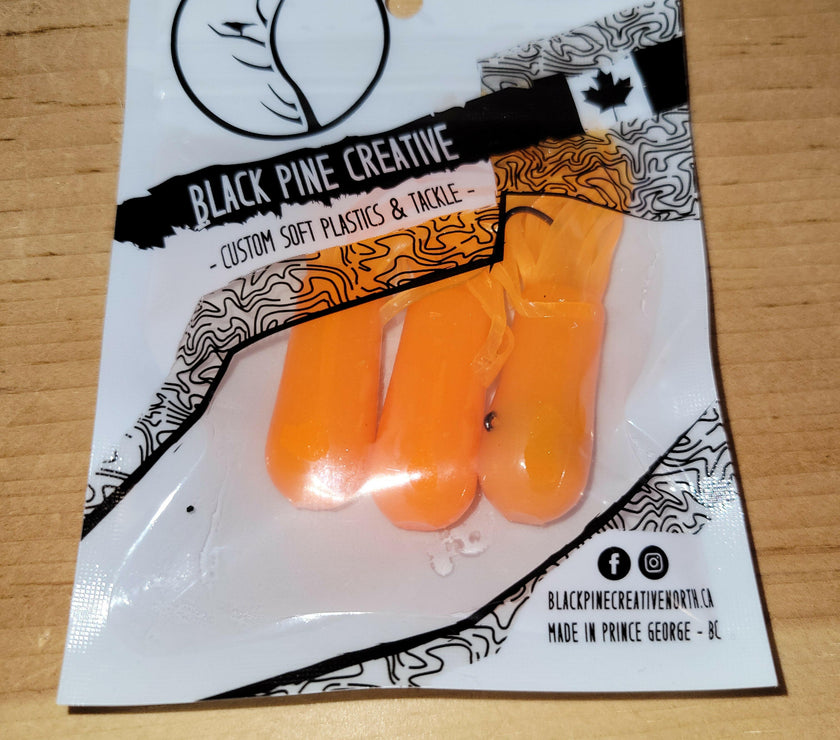 BLACK PINE CREATIVE
- CUSTOM SOFT PLASTICS & TACKLE -
f
BLACKPINECREATIVENORTH.CA
MADE IN PRINCE GEORGE - BC